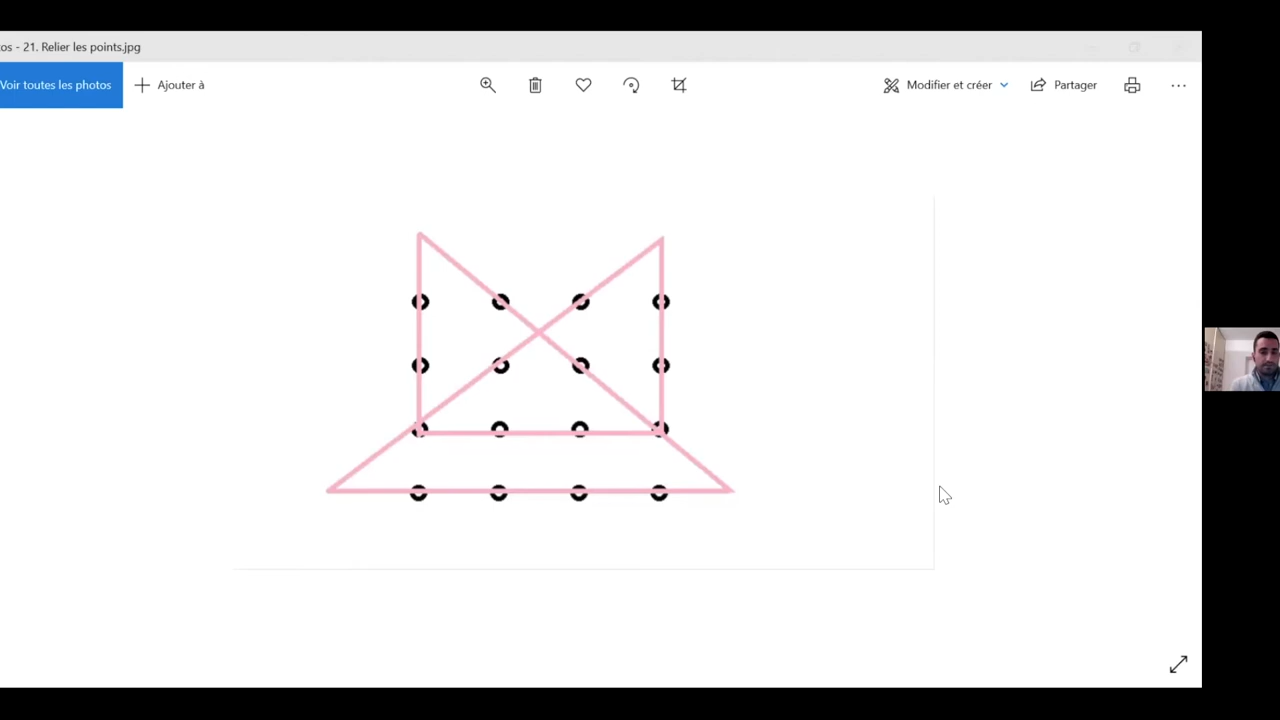 os - 21. Relier les points.jpg
Voir toutes les photos
Ajouter à
Modifier et créer
Partager